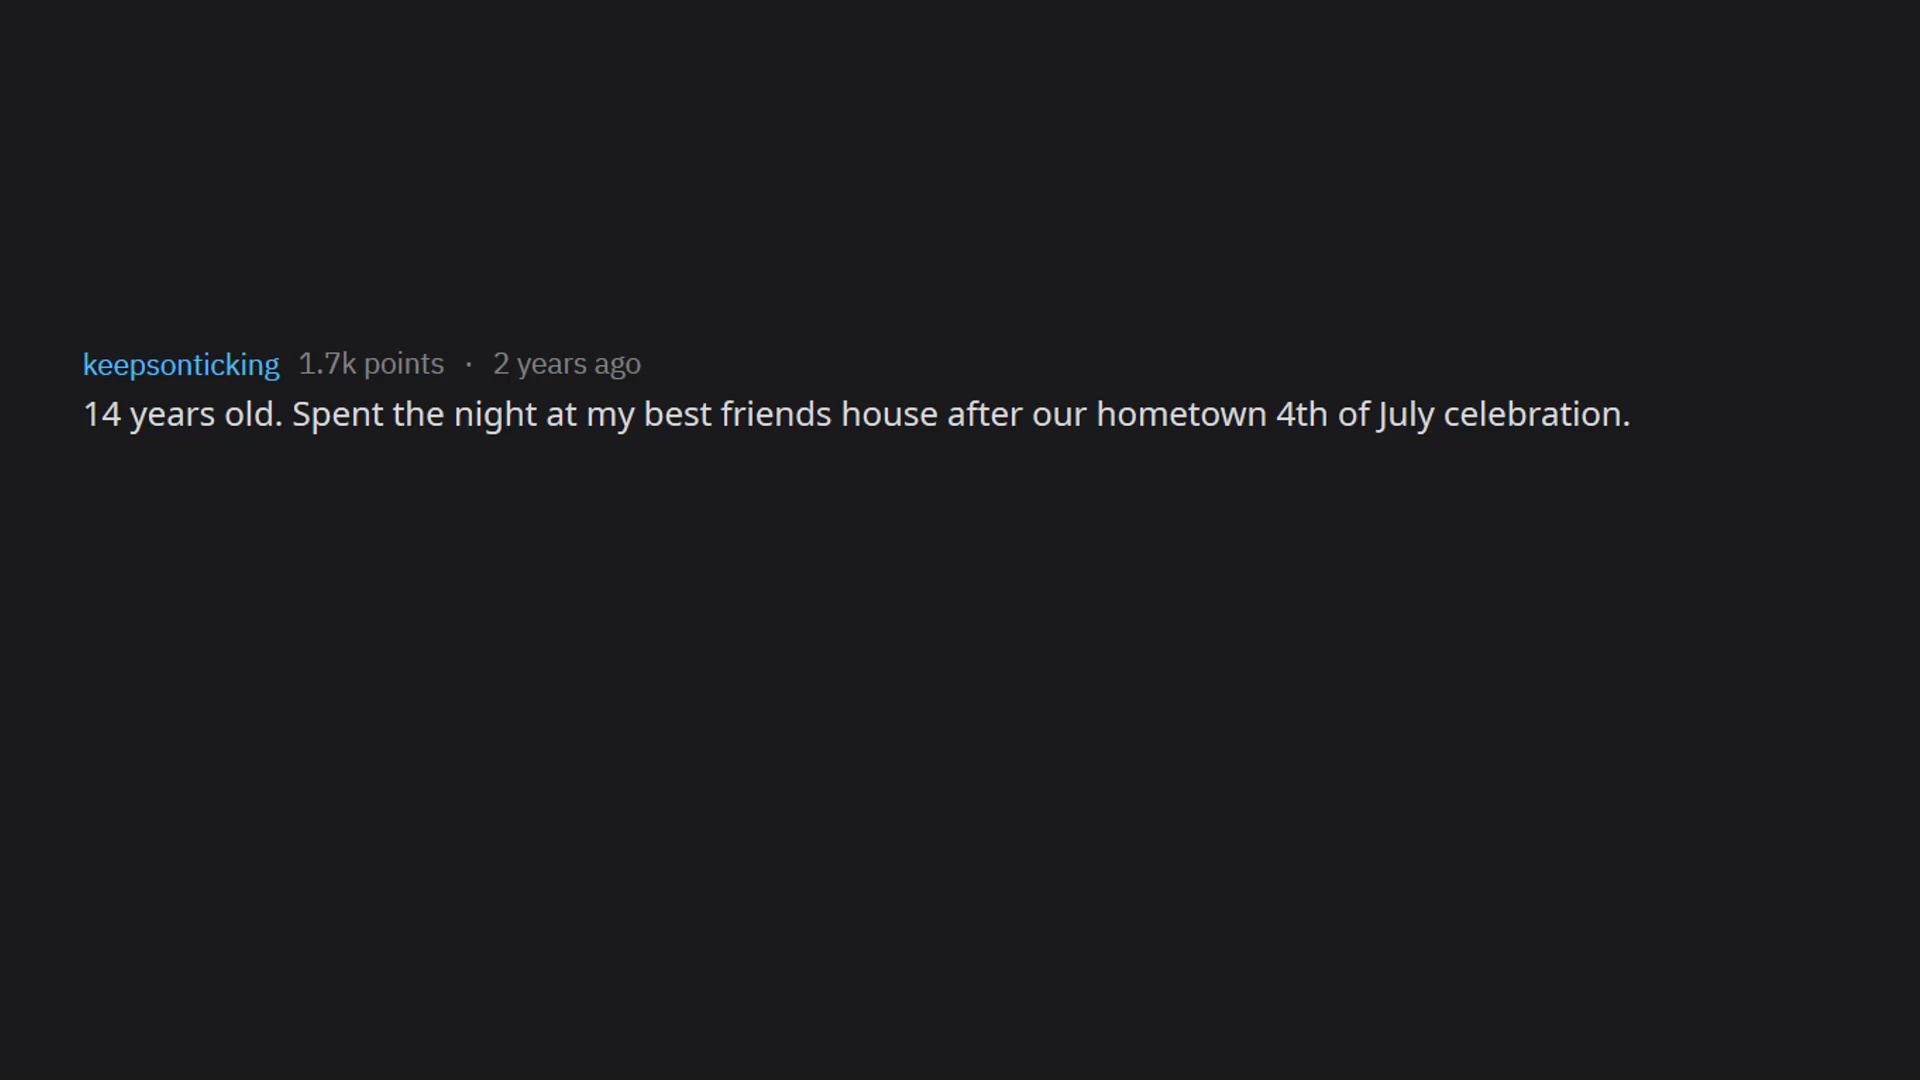 keepsonticking 1.7k points · 2 years ago
14 years old. Spent the night at my best friends house after our hometown 4th of July celebration.